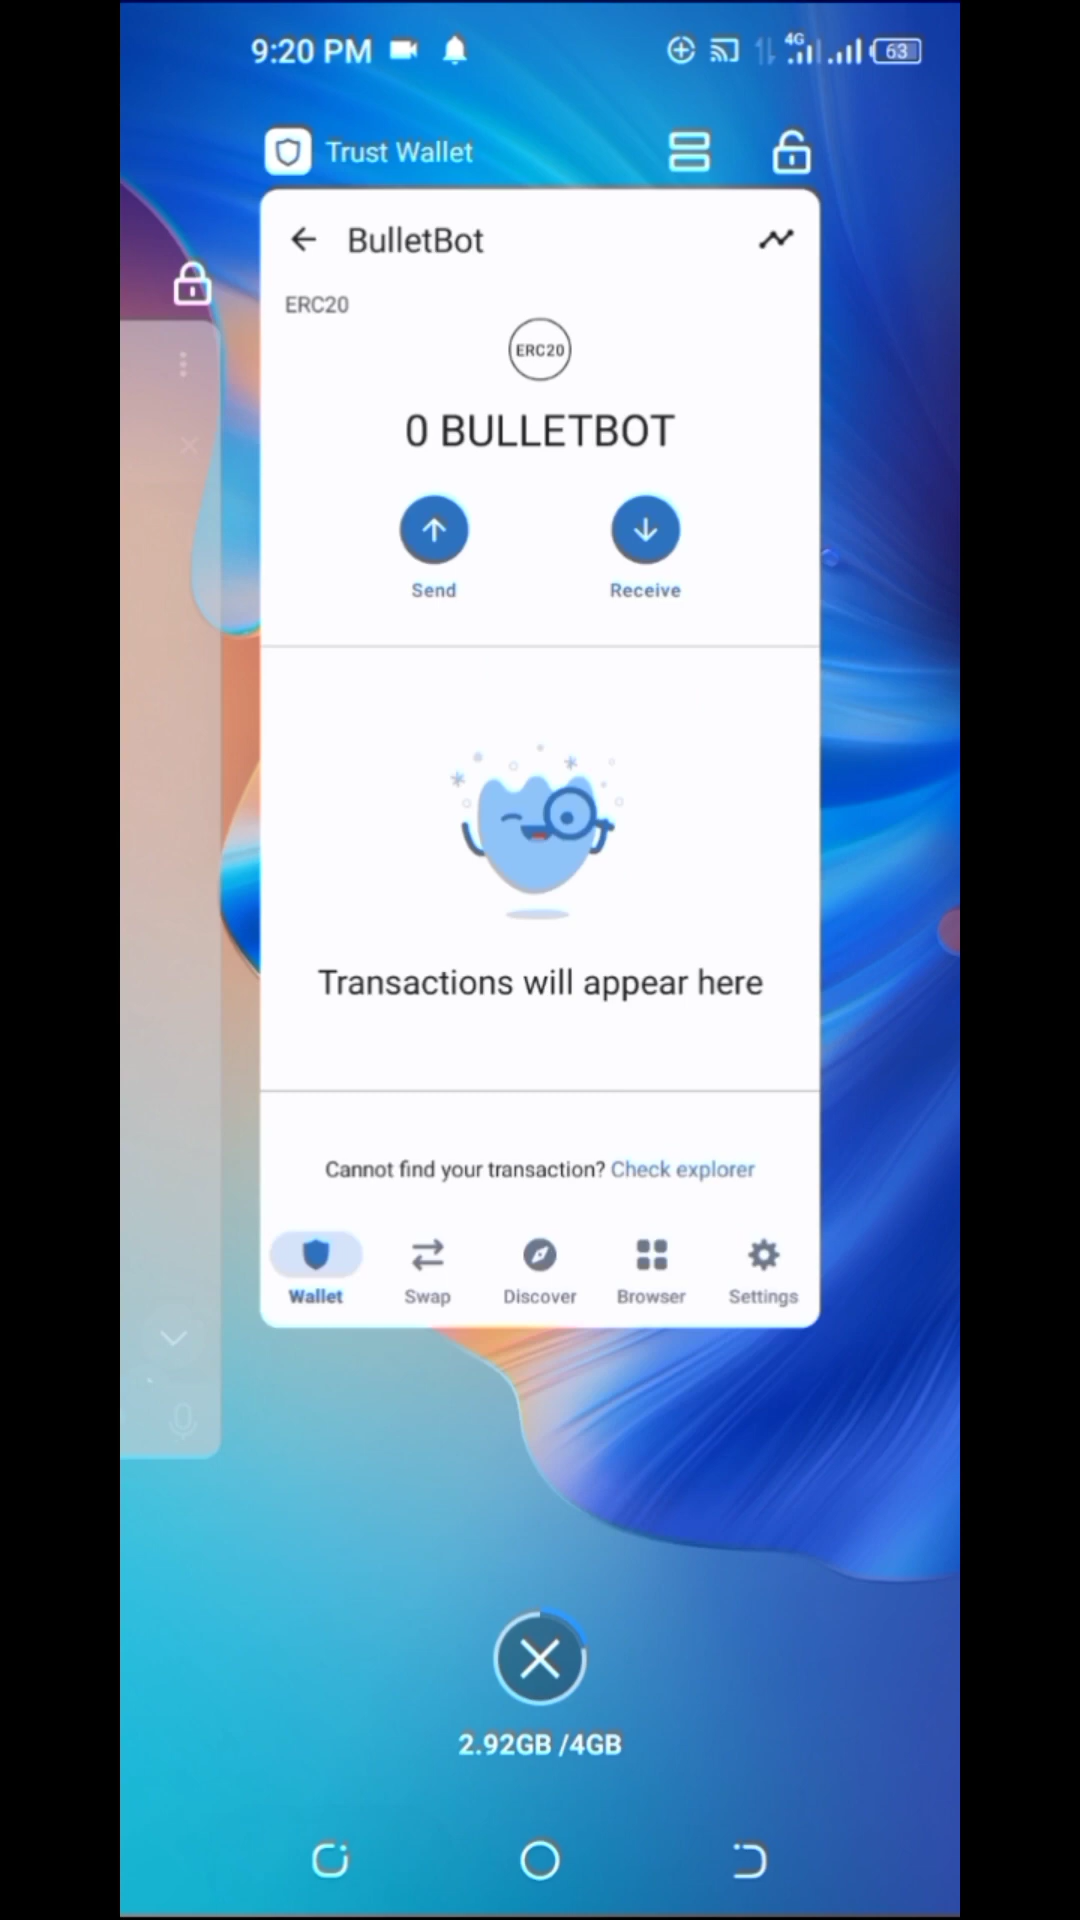 9:20 PM
4G
63
Trust Wallet
BulletBot
ERC20
ERC20
0 BULLETBOT
Send
Receive
Transactions will appear here
Cannot find your transaction? Check explorer
Wallet
Swap
Discover
Browser
Settings
2.92GB /4GB